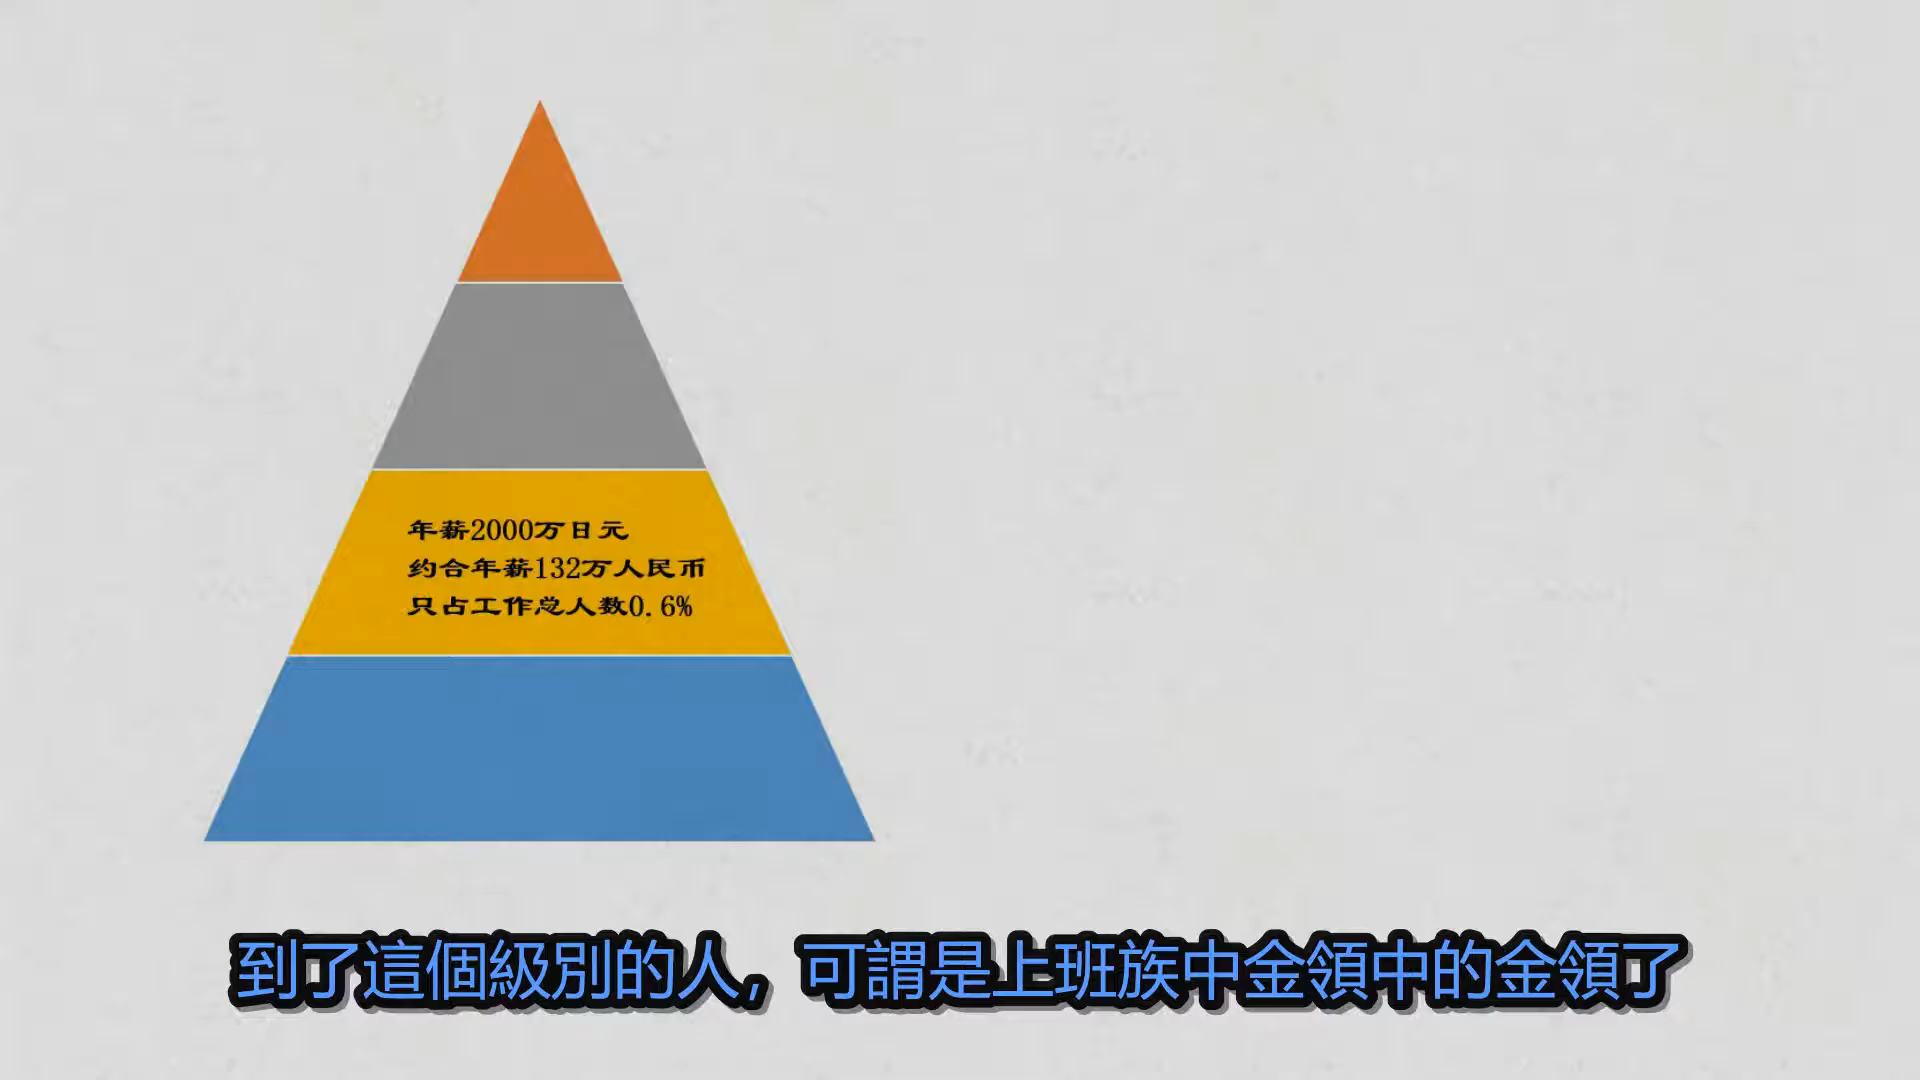 年薪2000万日元
约合年薪132万人民币
只占工作总人数0.6%
到了這個級別的人，可謂是上班族中金領中的金領了